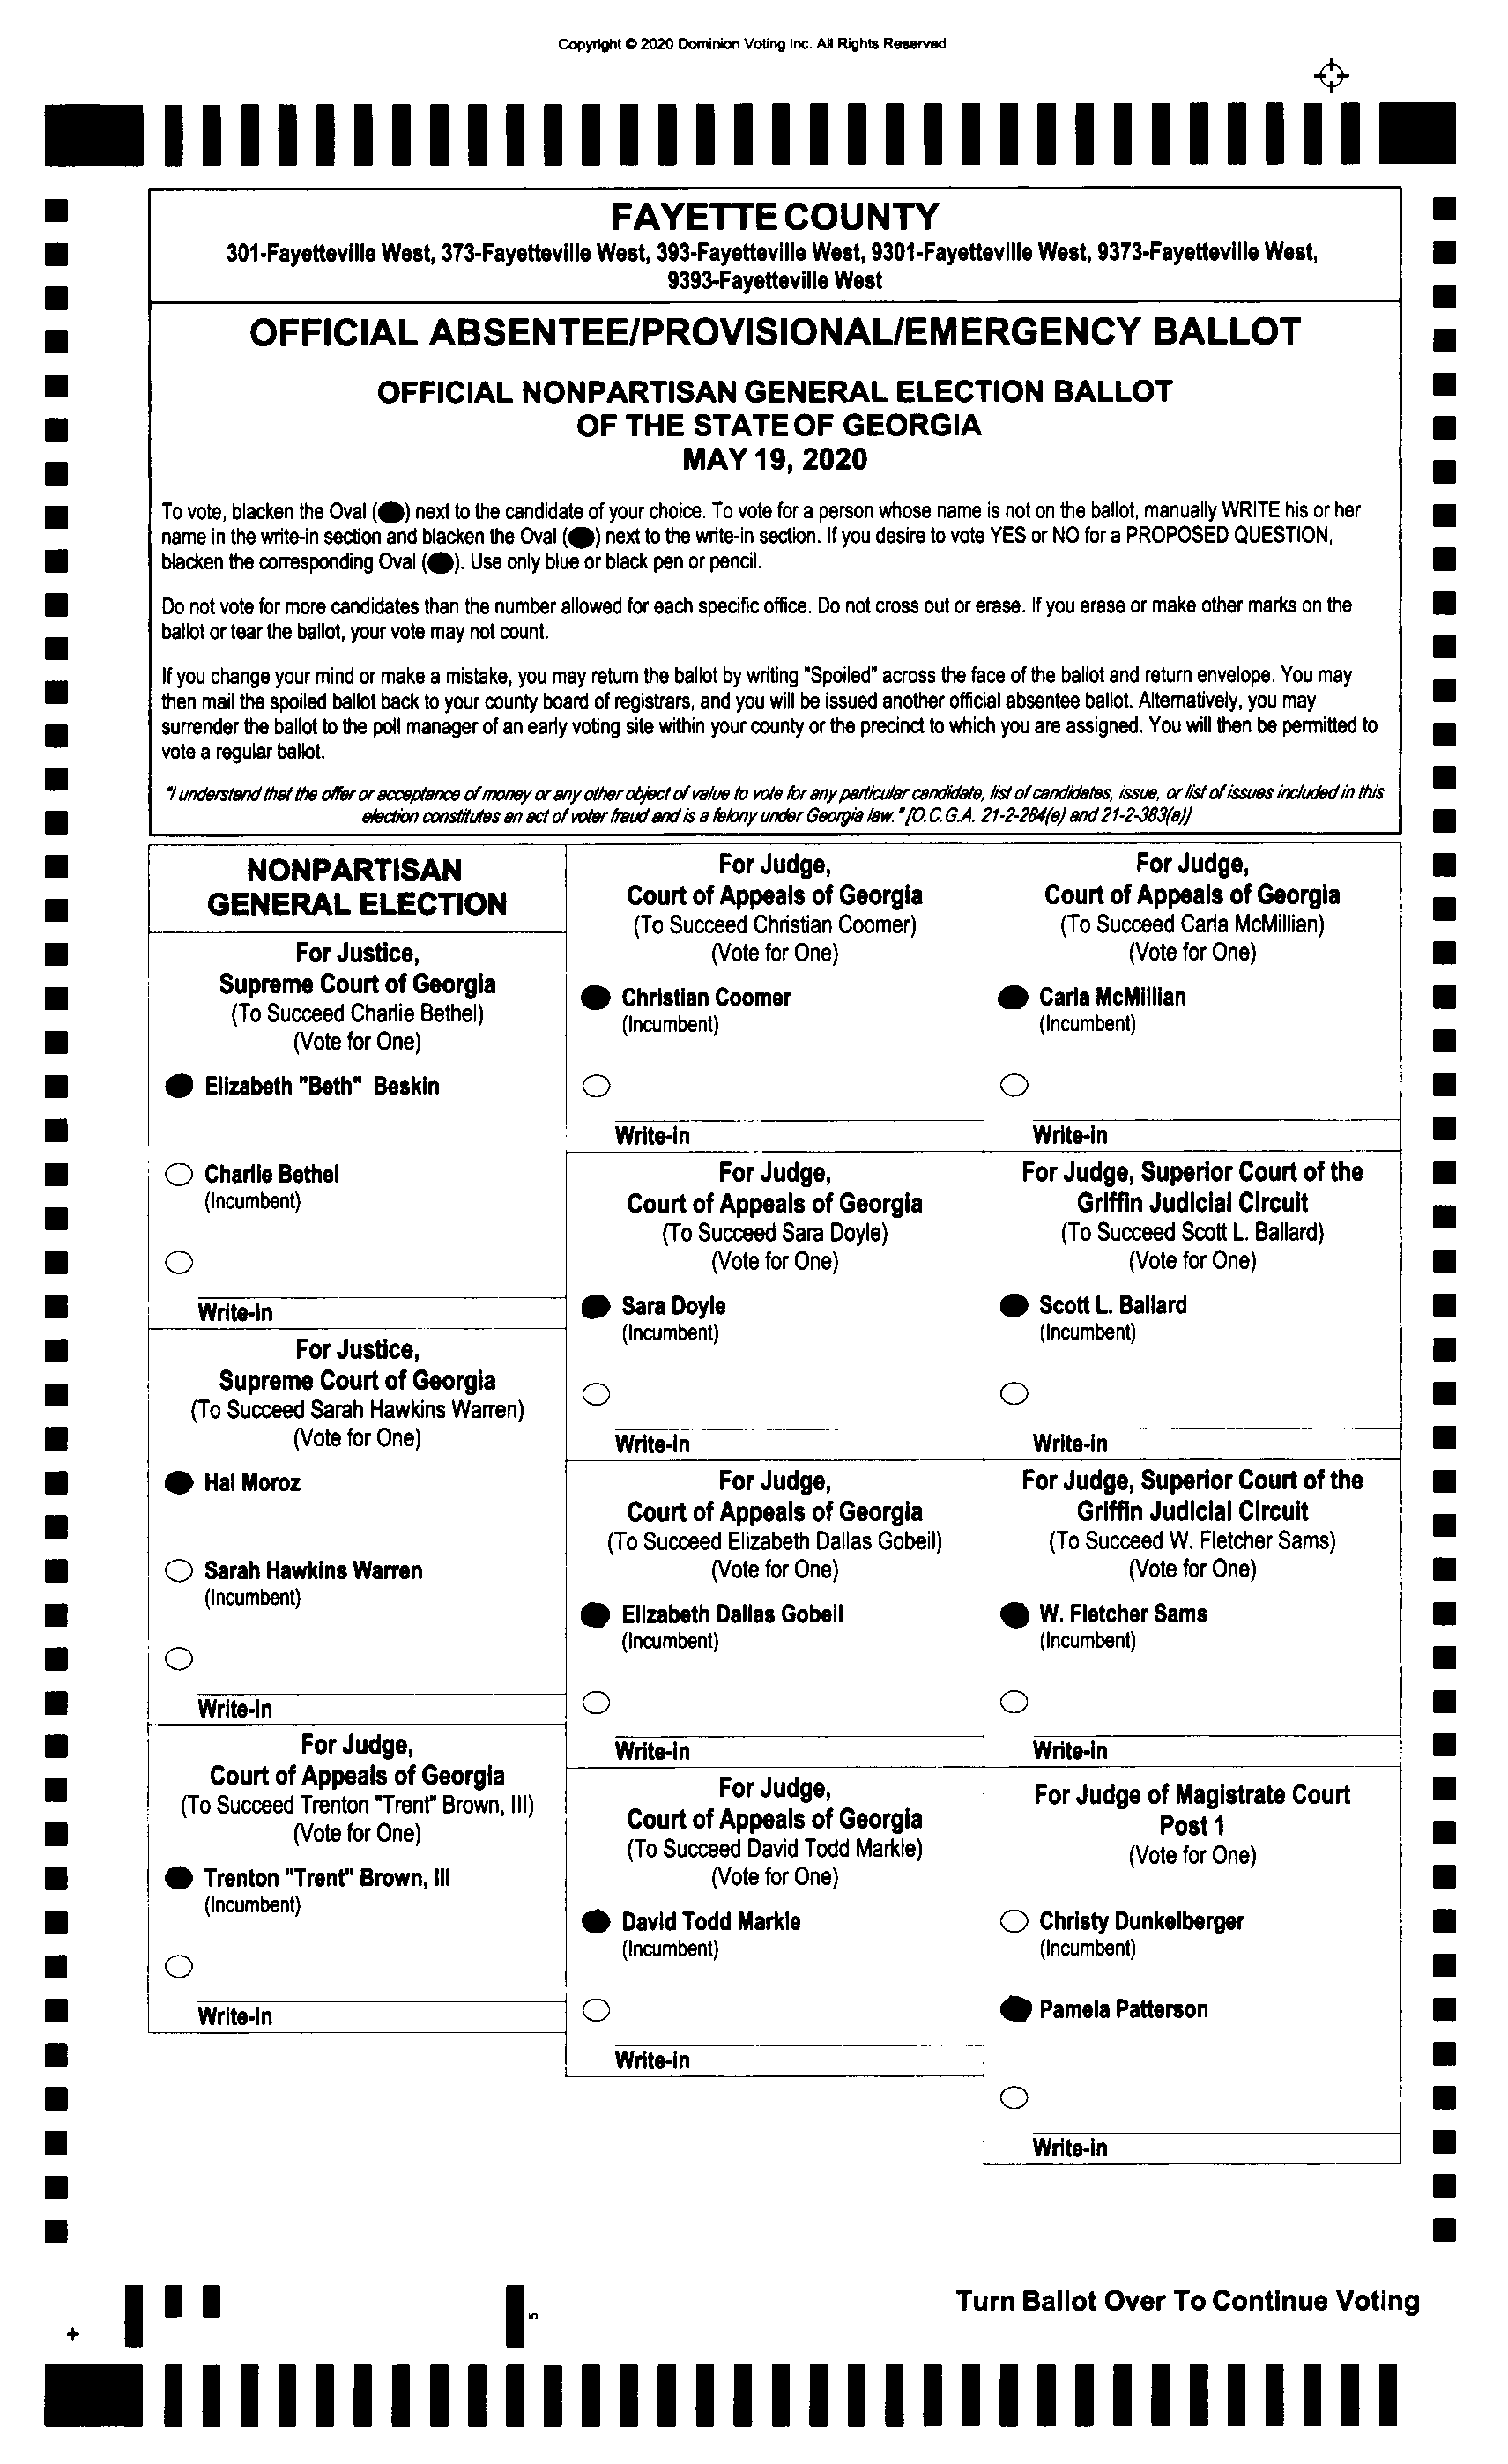 Copyright © 2020 Dominion Voting Inc. All Rights Reserved
FAYETTE COUNTY
301-Fayetteville West, 373-Fayetteville West, 393-Fayetteville West, 9301-Fayetteville West, 9373-Fayetteville West,
9393-Fayetteville West
OFFICIAL ABSENTEE/PROVISIONAL/EMERGENCY BALLOT
OFFICIAL NONPARTISAN GENERAL ELECTION BALLOT
OF THE STATE OF GEORGIA
MAY 19, 2020
To vote, blacken the Oval ( ) next to the candidate of your choice. To vote for a person whose name is not on the ballot, manually WRITE his or her
name in the write-in section and blacken the Oval ( ) next to the write-in section. If you desire to vote YES or NO for a PROPOSED QUESTION,
blacken the corresponding Oval ( ). Use only blue or black pen or pencil.
Do not vote for more candidates than the number allowed for each specific office. Do not cross out or erase. If you erase or make other marks on the
ballot or tear the ballot, your vote may not count.
If you change your mind or make a mistake, you may return the ballot by writing "Spoiled" across the face of the ballot and return envelope. You may
then mail the spoiled ballot back to your county board of registrars, and you will be issued another official absentee ballot. Alternatively, you may
surrender the ballot to the poll manager of an early voting site within your county or the precinct to which you are assigned. You will then be permitted to
vote a regular ballot.
"I understand that the offer or acceptance of money or any other object of value to vote for any particular candidate, list of candidates, issue, or list of issues included in this
election constitutes an act of voter fraud and is a felony under Georgia law." [O.C.G.A. 21-2-284(e) and 21-2-383(a)]
NONPARTISAN
GENERAL ELECTION
For Justice,
Supreme Court of Georgia
(To Succeed Charlie Bethel)
(Vote for One)
Elizabeth "Beth" Beskin
Charlie Bethel
(Incumbent)
Write-in
For Justice,
Supreme Court of Georgia
(To Succeed Sarah Hawkins Warren)
(Vote for One)
Hal Moroz
Sarah Hawkins Warren
(Incumbent)
Write-in
For Judge,
Court of Appeals of Georgia
(To Succeed Trenton "Trent" Brown, III)
(Vote for One)
Trenton "Trent" Brown, III
(Incumbent)
Write-in
For Judge,
Court of Appeals of Georgia
(To Succeed Christian Coomer)
(Vote for One)
Christian Coomer
(Incumbent)
Write-in
For Judge,
Court of Appeals of Georgia
(To Succeed Sara Doyle)
(Vote for One)
Sara Doyle
(Incumbent)
Write-in
For Judge,
Court of Appeals of Georgia
(To Succeed Elizabeth Dallas Gobeil)
(Vote for One)
Elizabeth Dallas Gobeil
(Incumbent)
Write-in
For Judge,
Court of Appeals of Georgia
(To Succeed David Todd Markle)
(Vote for One)
David Todd Markle
(Incumbent)
Write-in
For Judge,
Court of Appeals of Georgia
(To Succeed Carla McMillian)
(Vote for One)
Carla McMillian
(Incumbent)
Write-in
For Judge, Superior Court of the
Griffin Judicial Circuit
(To Succeed Scott L. Ballard)
(Vote for One)
Scott L. Ballard
(Incumbent)
Write-in
For Judge, Superior Court of the
Griffin Judicial Circuit
(To Succeed W. Fletcher Sams)
(Vote for One)
W. Fletcher Sams
(Incumbent)
Write-in
For Judge of Magistrate Court
Post 1
(Vote for One)
Christy Dunkelberger
(Incumbent)
Pamela Patterson
Write-in
5
Turn Ballot Over To Continue Voting